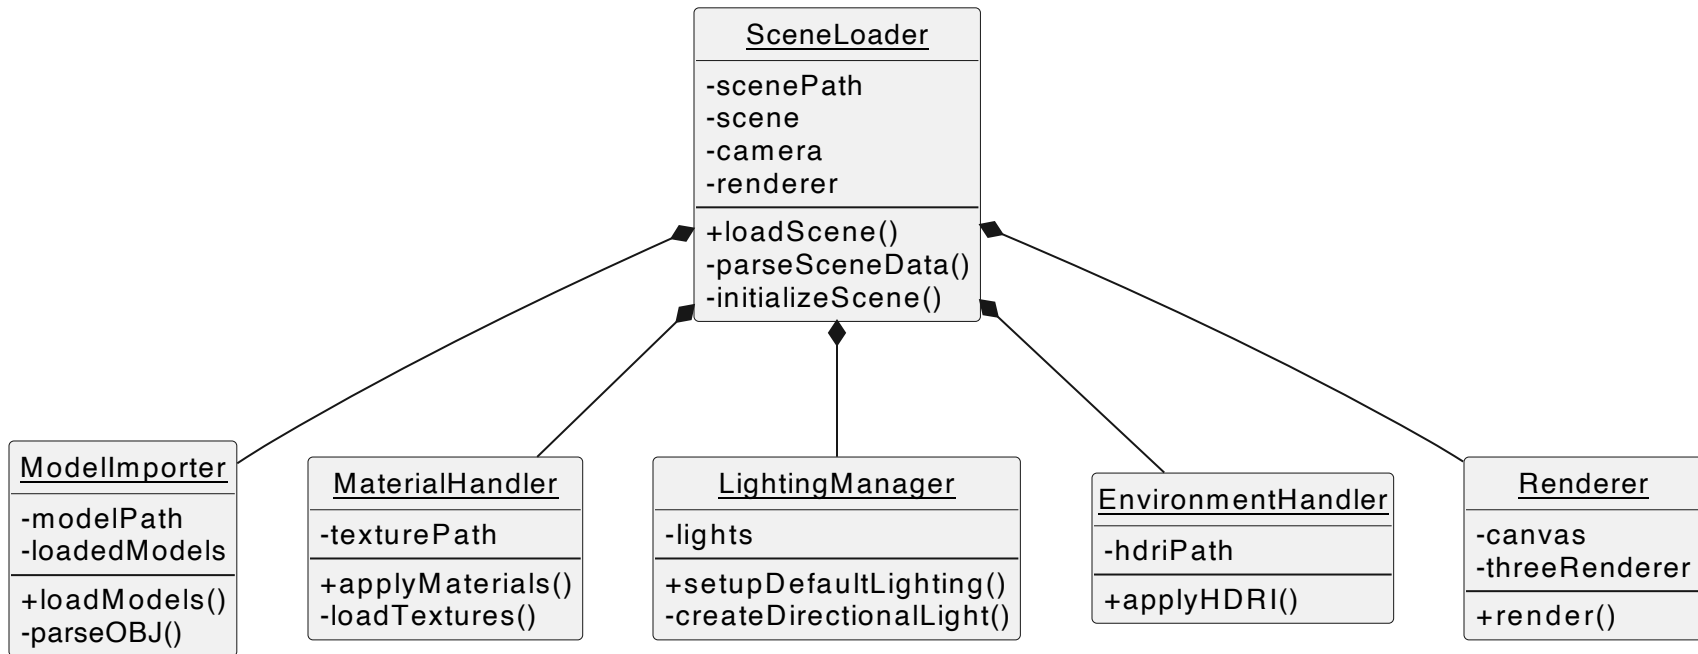 SceneLoader
-scenePath
-scene
-camera
-renderer
+loadScene()
-parseSceneData()
-initializeScene()
ModelImporter
-modelPath
-loadedModels
+loadModels()
-parseOBJ()
MaterialHandler
-texturePath
+applyMaterials()
-loadTextures()
LightingManager
-lights
+setupDefaultLighting()
-createDirectionalLight()
EnvironmentHandler
-hdriPath
+applyHDRI()
Renderer
-canvas
-threeRenderer
+render()